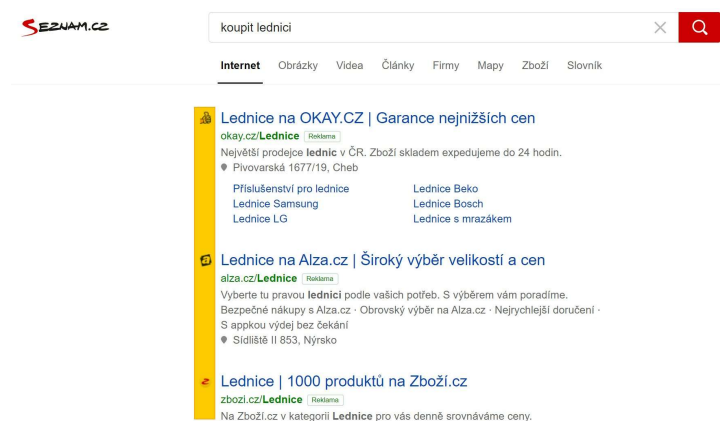 SEZNAM.CZ
koupit lednici
Internet Obrázky Videa Články Firmy Mapy Zboží Slovník
Lednice na OKAY.CZ | Garance nejnižších cen
okay.cz/Lednice Reklama
Největší prodejce lednic v ČR. Zboží skladem expedujeme do 24 hodin.
Pivovarská 1677/19, Cheb
Příslušenství pro lednice Lednice Beko
Lednice Samsung Lednice Bosch
Lednice LG Lednice s mrazákem
Lednice na Alza.cz | Široký výběr velikostí a cen
alza.cz/Lednice Reklama
Vyberte tu pravou lednici podle vašich potřeb. S výběrem vám poradíme.
Bezpečné nákupy s Alza.cz · Obrovský výběr na Alza.cz · Nejrychlejší doručení ·
S appkou výdej bez čekání
Sídliště II 853, Nýrsko
Lednice | 1000 produktů na Zboží.cz
zbozi.cz/Lednice Reklama
Na Zboží.cz v kategorii Lednice pro vás denně srovnáváme ceny.